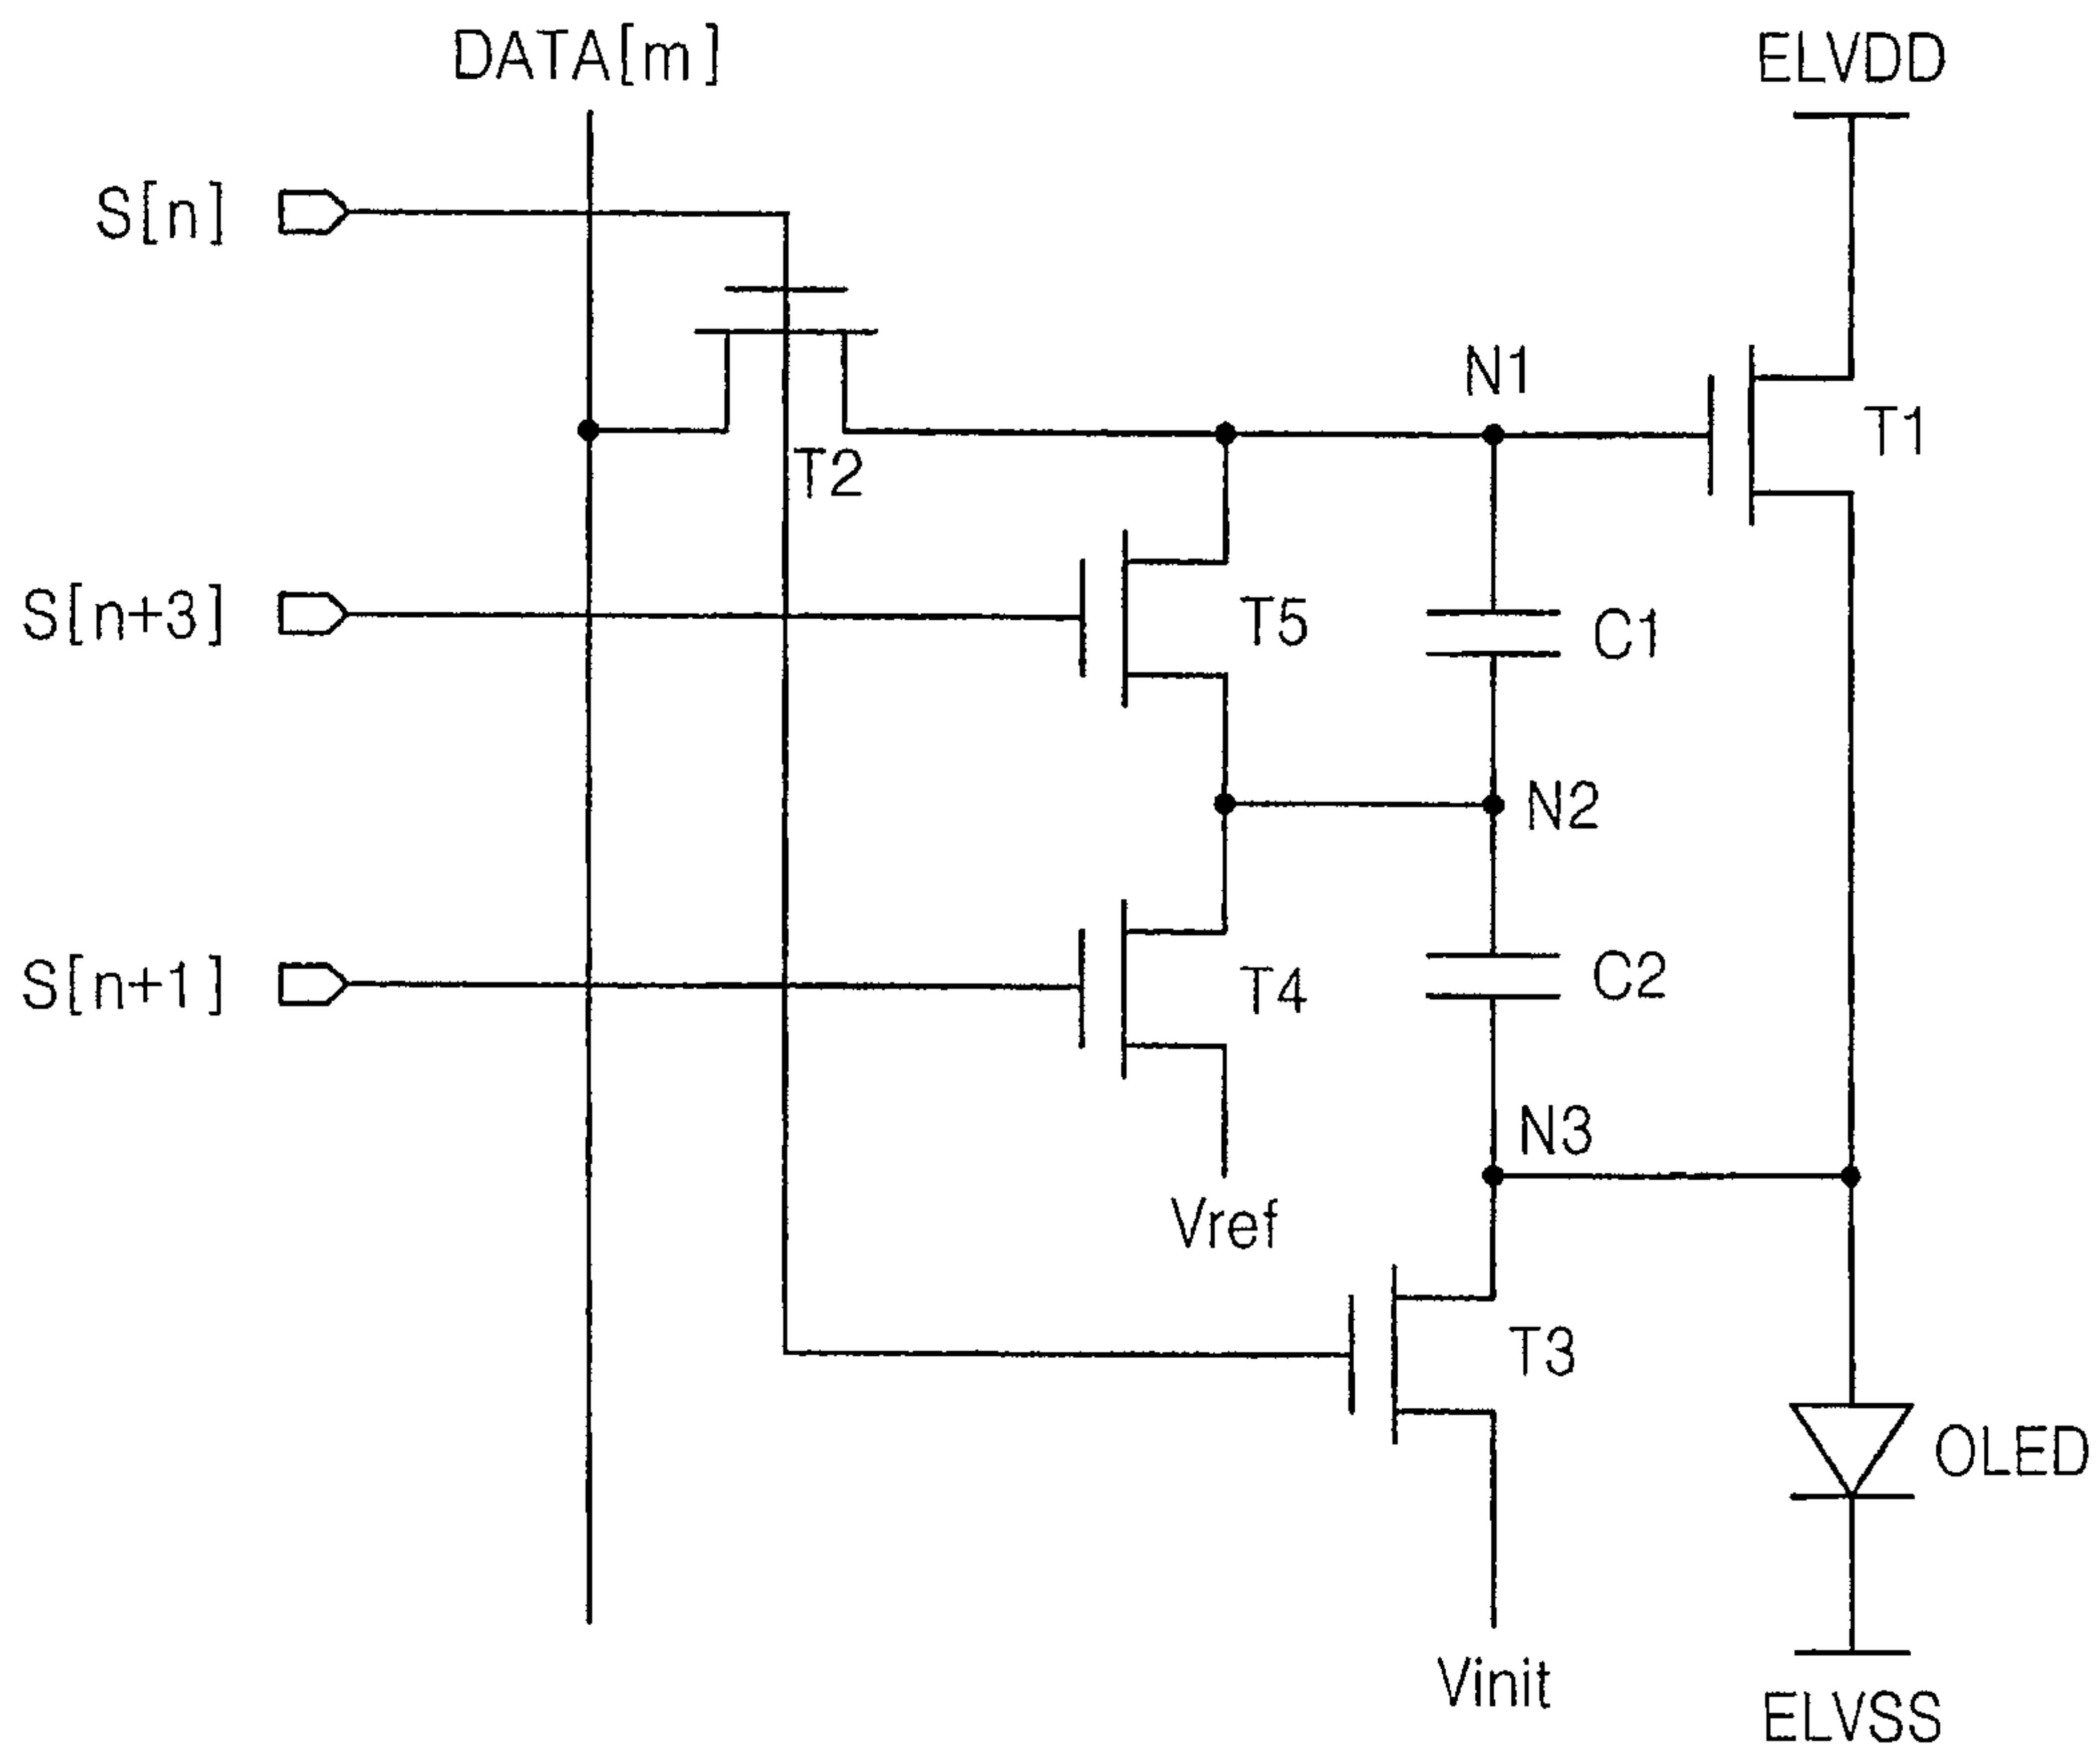 DATA[m]
ELVDD
S[n]
N1
T1
T2
S[n+3]
T5
C1
N2
S[n+1]
T4
C2
N3
Vref
T3
OLED
Vinit
ELVSS